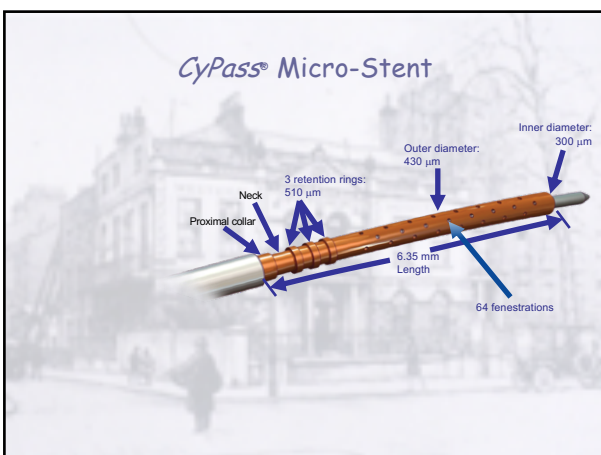 CyPass® Micro-Stent
Inner diameter:
300 µm
Outer diameter:
430 µm
3 retention rings:
510 µm
Neck
Proximal collar
6.35 mm
Length
64 fenestrations